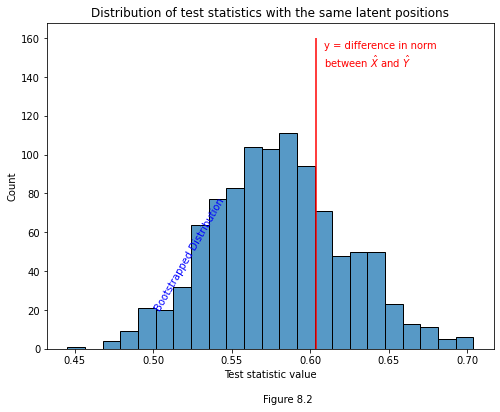 Distribution of test statistics with the same latent positions
160
140
120
100
80
60
40
20
0
Count
y = difference in norm
between X̂ and Ŷ
Bootstrapped Distribution
0.45 0.50 0.55 0.60 0.65 0.70
Test statistic value
Figure 8.2